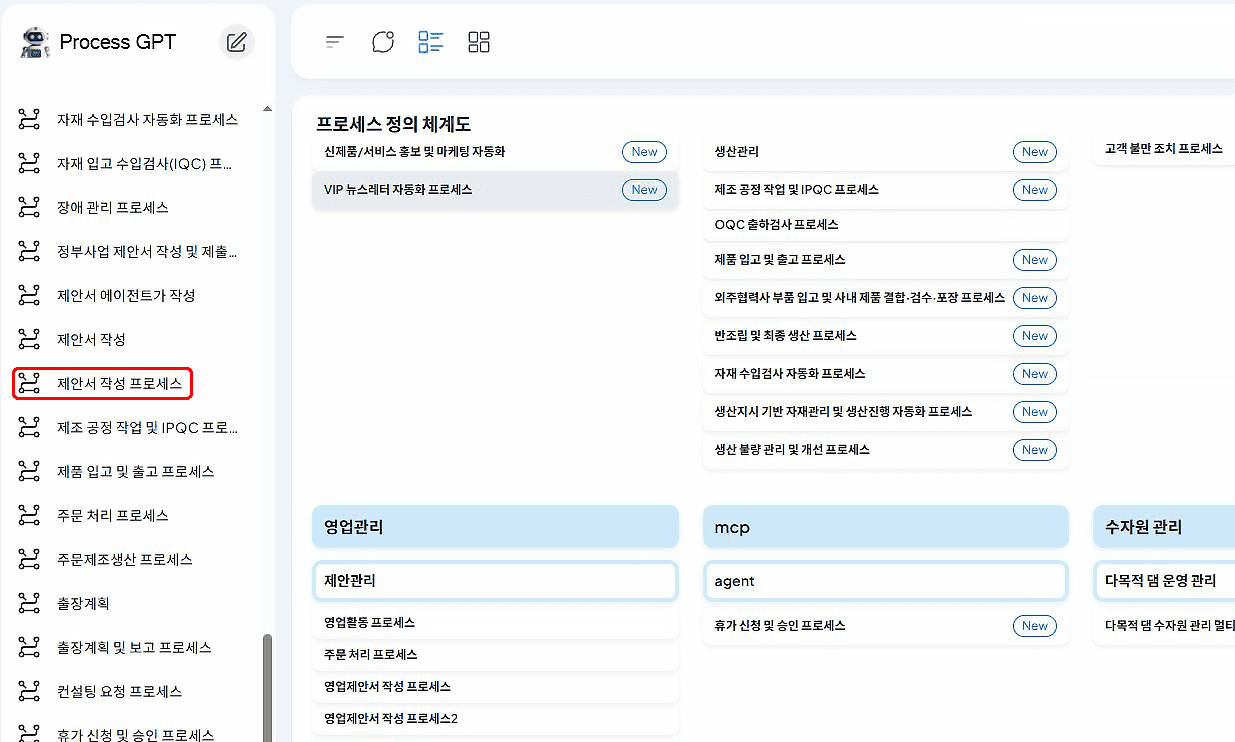 Process GPT
자재 수입검사 자동화 프로세스
자재 입고 수입검사(IQC) 프...
장애 관리 프로세스
정부사업 제안서 작성 및 제출...
제안서 에이전트가 작성
제안서 작성
제안서 작성 프로세스
제조 공정 작업 및 IPQC 프로...
제품 입고 및 출고 프로세스
주문 처리 프로세스
주문제조생산 프로세스
출장계획
출장계획 및 보고 프로세스
컨설팅 요청 프로세스
휴가 신청 및 승인 프로세스
프로세스 정의 체계도
신제품/서비스 홍보 및 마케팅 자동화 New
VIP 뉴스레터 자동화 프로세스 New
생산관리 New
제조 공정 작업 및 IPQC 프로세스 New
OQC 출하검사 프로세스
제품 입고 및 출고 프로세스 New
외주협력사 부품 입고 및 사내 제품 결합·검수·포장 프로세스 New
반조립 및 최종 생산 프로세스 New
자재 수입검사 자동화 프로세스 New
생산지시 기반 자재관리 및 생산진행 자동화 프로세스 New
생산 불량 관리 및 개선 프로세스 New
고객 불만 조치 프로세스
영업관리
제안관리
영업활동 프로세스
주문 처리 프로세스
영업제안서 작성 프로세스
영업제안서 작성 프로세스2
mcp
agent
휴가 신청 및 승인 프로세스 New
수자원 관리
다목적 댐 운영 관리
다목적 댐 수자원 관리 멀티